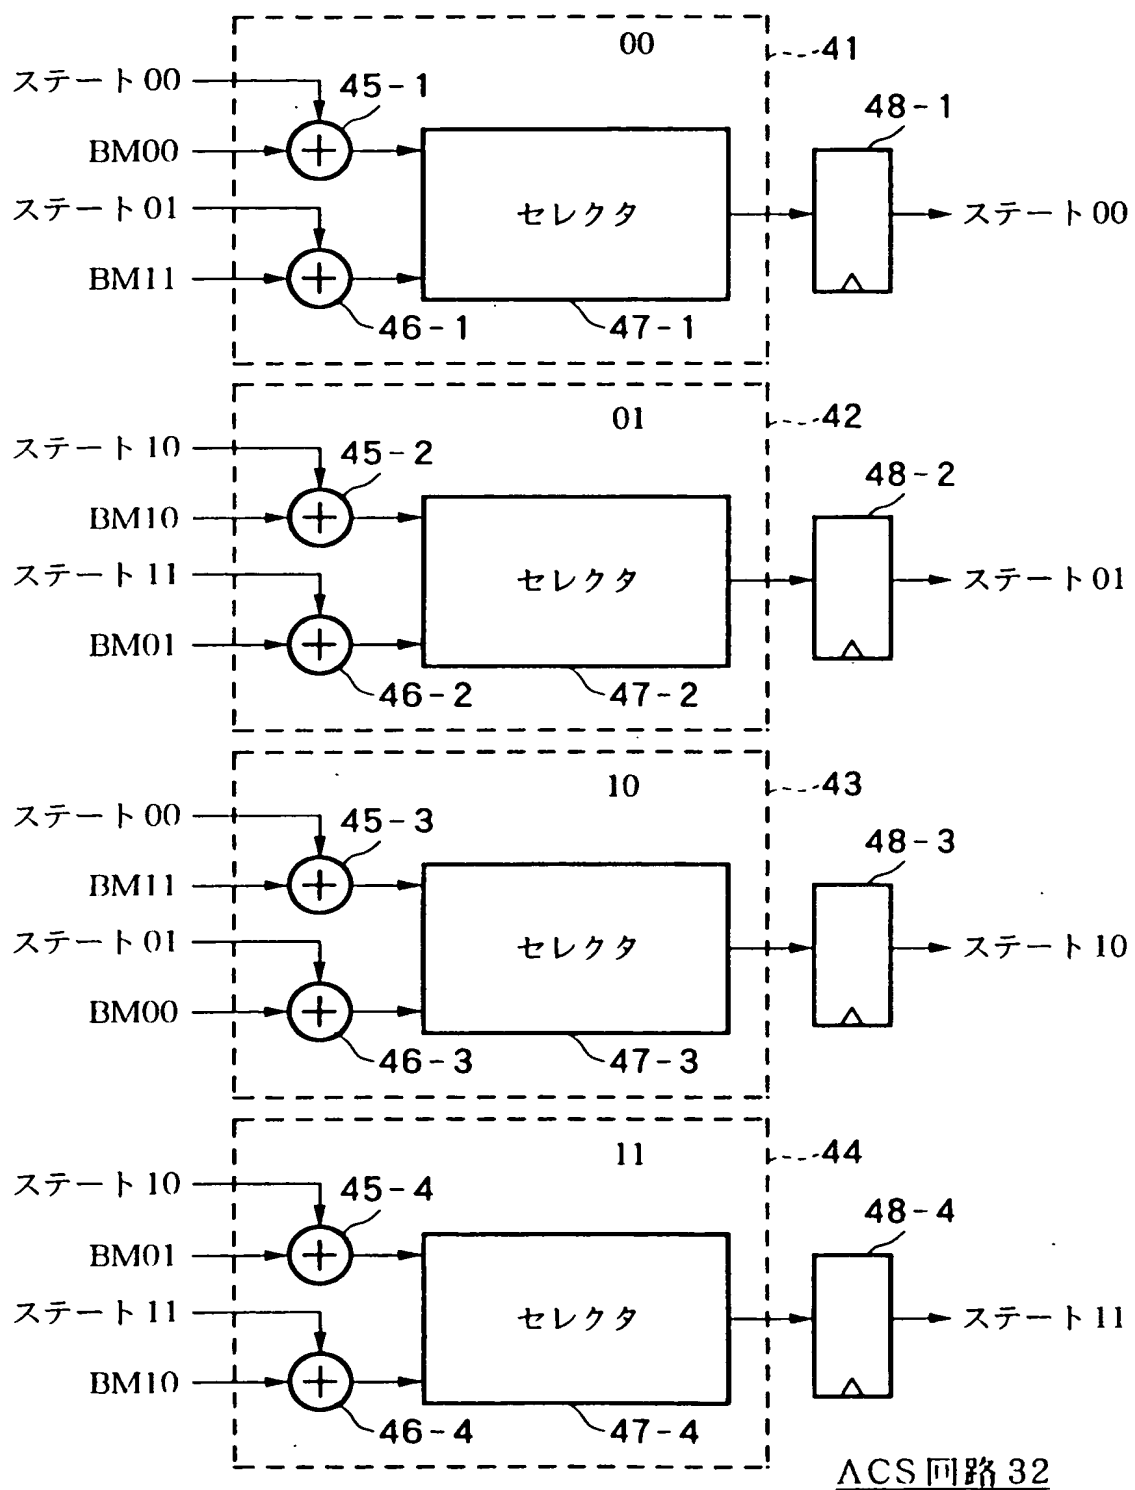 00
41
ステート00
45-1
48-1
BM00
ステート01
セレクタ
ステート00
BM11
46-1
47-1
01
42
ステート10
45-2
48-2
BM10
ステート11
セレクタ
ステート01
BM01
46-2
47-2
10
43
ステート00
45-3
48-3
BM11
ステート01
セレクタ
ステート10
BM00
46-3
47-3
11
44
ステート10
45-4
48-4
BM01
ステート11
セレクタ
ステート11
BM10
46-4
47-4
ACS回路32